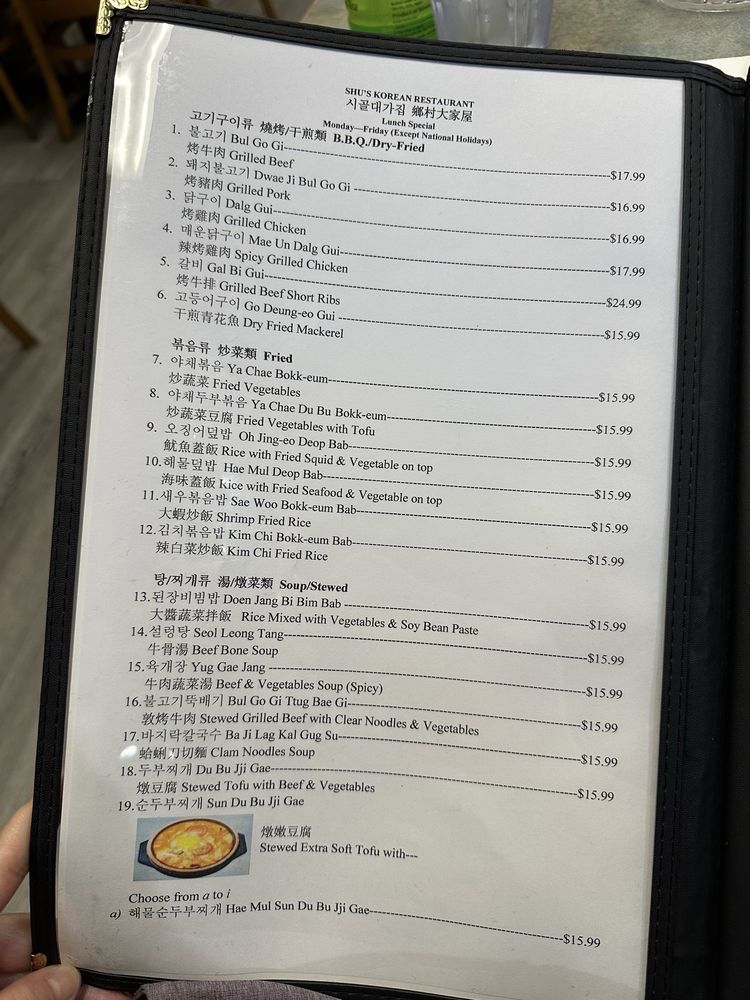 SHU'S KOREAN RESTAURANT
시골대가집 鄉村大家屋
Lunch Special
Monday—Friday (Except National Holidays)
고기구이류 燒烤/干煎類 B.B.Q./Dry-Fried
1. 불고기 Bul Go Gi---$17.99
烤牛肉 Grilled Beef
2. 돼지불고기 Dwae Ji Bul Go Gi ---$16.99
烤豬肉 Grilled Pork
3. 닭구이 Dalg Gui---$16.99
烤雞肉 Grilled Chicken
4. 매운닭구이 Mae Un Dalg Gui---$17.99
辣烤雞肉 Spicy Grilled Chicken
5. 갈비 Gal Bi Gui---$24.99
烤牛排 Grilled Beef Short Ribs
6. 고등어구이 Go Deung-eo Gui ---$15.99
干煎青花魚 Dry Fried Mackerel
볶음류 炒菜類 Fried
7. 야채볶음 Ya Chae Bokk-eum---$15.99
炒蔬菜 Fried Vegetables
8. 야채두부볶음 Ya Chae Du Bu Bokk-eum---$15.99
炒蔬菜豆腐 Fried Vegetables with Tofu
9. 오징어덮밥 Oh Jing-eo Deop Bab---$15.99
魷魚蓋飯 Rice with Fried Squid & Vegetable on top
10.해물덮밥 Hae Mul Deop Bab---$15.99
海味蓋飯 Rice with Fried Seafood & Vegetable on top
11.새우볶음밥 Sae Woo Bokk-eum Bab---$15.99
大蝦炒飯 Shrimp Fried Rice
12.김치볶음밥 Kim Chi Bokk-eum Bab---$15.99
辣白菜炒飯 Kim Chi Fried Rice
탕/찌개류 湯/燉菜類 Soup/Stewed
13.된장비빔밥 Doen Jang Bi Bim Bab ---$15.99
大醬蔬菜拌飯 Rice Mixed with Vegetables & Soy Bean Paste
14.설렁탕 Seol Leong Tang---$15.99
牛骨湯 Beef Bone Soup
15.육개장 Yug Gae Jang ---$15.99
牛肉蔬菜湯 Beef & Vegetables Soup (Spicy)
16.불고기뚝배기 Bul Go Gi Ttug Bae Gi---$15.99
敦烤牛肉 Stewed Grilled Beef with Clear Noodles & Vegetables
17.바지락칼국수 Ba Ji Lag Kal Gug Su---$15.99
蛤蜊刀切麵 Clam Noodles Soup
18.두부찌개 Du Bu Jji Gae---$15.99
燉豆腐 Stewed Tofu with Beef & Vegetables
19.순두부찌개 Sun Du Bu Jji Gae
燉嫩豆腐
Stewed Extra Soft Tofu with---
Choose from a to i
a) 해물순두부찌개 Hae Mul Sun Du Bu Jji Gae---$15.99